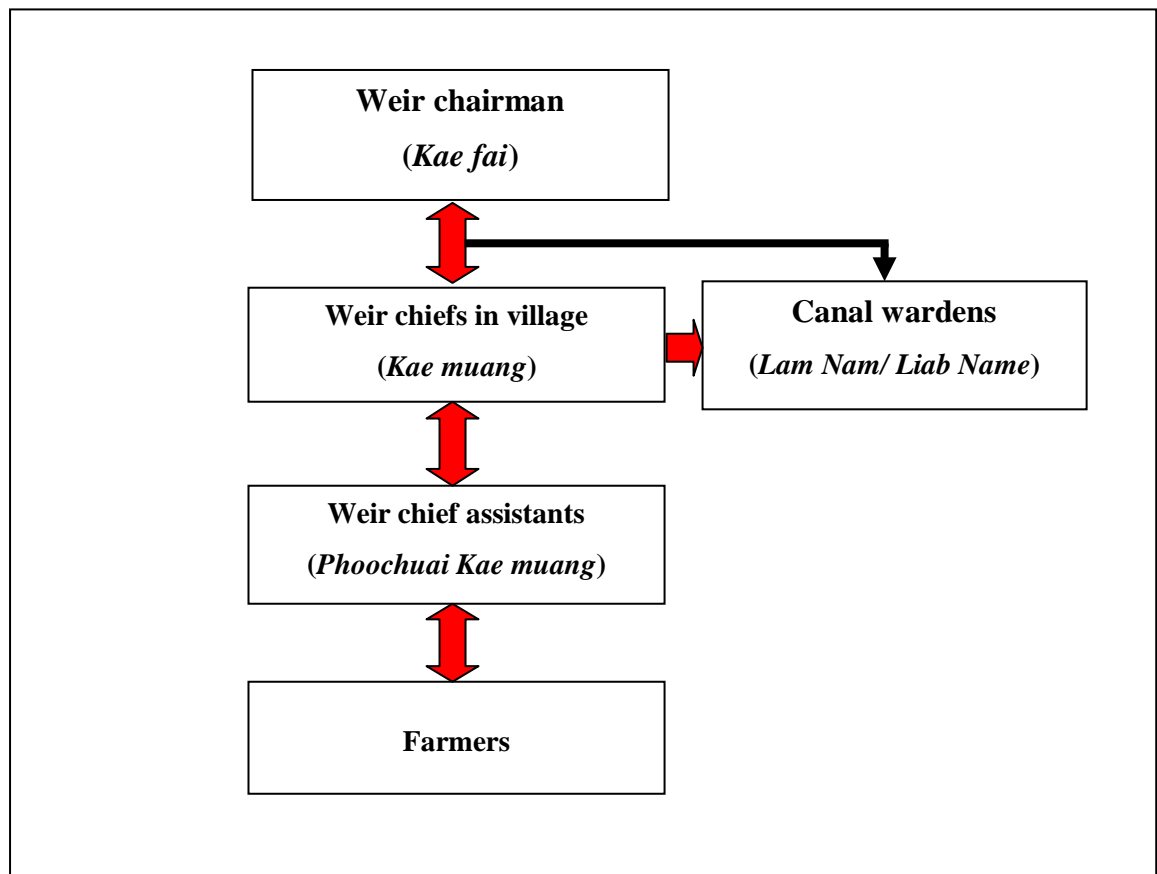 Weir chairman
(Kae fai)
Weir chiefs in village
(Kae muang)
Canal wardens
(Lam Nam/ Liab Name)
Weir chief assistants
(Phoochuai Kae muang)
Farmers